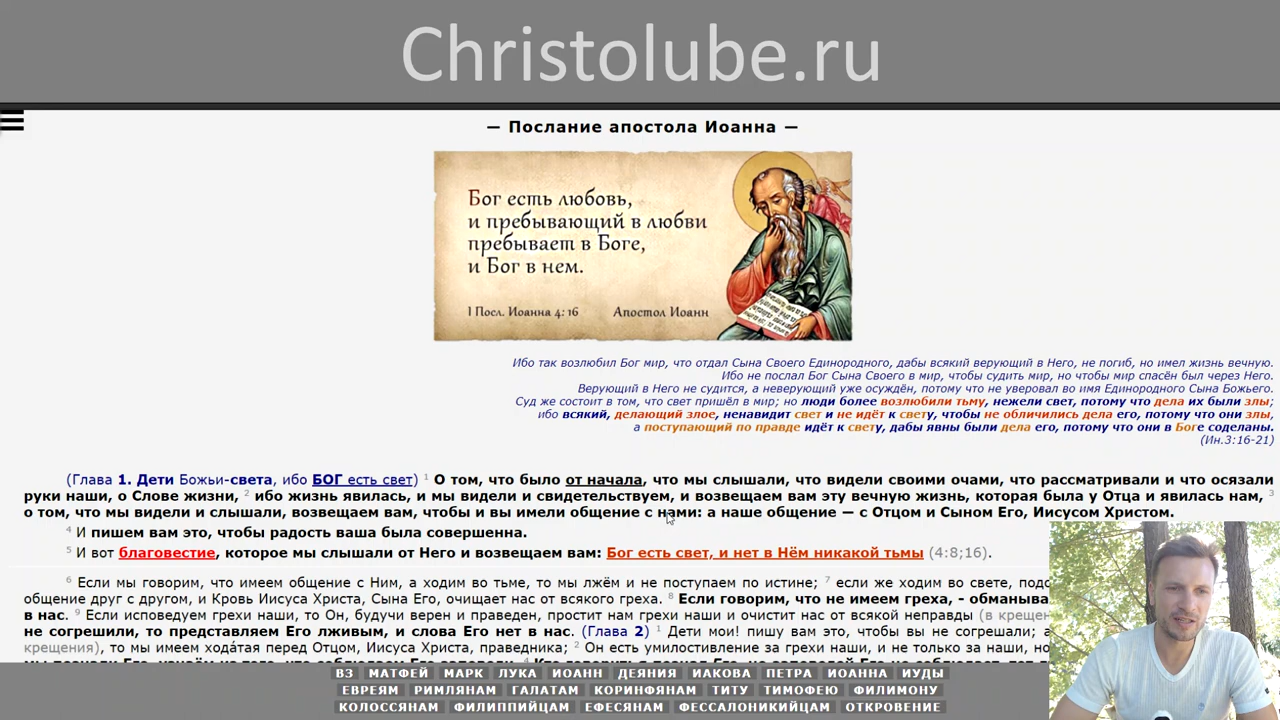 Christolube.ru
— Послание апостола Иоанна —
Бог есть любовь,
и пребывающий в любви
пребывает в Боге,
и Бог в нем.
1 Посл. Иоанна 4: 16 Апостол Иоанн
Ибо так возлюбил Бог мир, что отдал Сына Своего Единородного, дабы всякий верующий в Него, не погиб, но имел жизнь вечную.
Ибо не послал Бог Сына Своего в мир, чтобы судить мир, но чтобы мир спасён был через Него.
Верующий в Него не судится, а неверующий уже осуждён, потому что не уверовал во имя Единородного Сына Божьего.
Суд же состоит в том, что свет пришёл в мир; но люди более возлюбили тьму, нежели свет, потому что дела их были злы;
ибо всякий, делающий злое, ненавидит свет и не идёт к свету, чтобы не обличились дела его, потому что они злы,
а поступающий по правде идёт к свету, дабы явны были дела его, потому что они в Боге соделаны.
(Ин.3:16-21)
(Глава 1. Дети Божьи-света, ибо БОГ есть свет) 1 О том, что было от начала, что мы слышали, что видели своими очами, что рассматривали и что осязали
руки наши, о Слове жизни, 2 ибо жизнь явилась, и мы видели и свидетельствуем, и возвещаем вам эту вечную жизнь, которая была у Отца и явилась нам, 3
о том, что мы видели и слышали, возвещаем вам, чтобы и вы имели общение с нами: а наше общение — с Отцом и Сыном Его, Иисусом Христом.
4 И пишем вам это, чтобы радость ваша была совершенна.
5 И вот благовестие, которое мы слышали от Него и возвещаем вам: Бог есть свет, и нет в Нём никакой тьмы (4:8;16).
6 Если мы говорим, что имеем общение с Ним, а ходим во тьме, то мы лжём и не поступаем по истине; 7 если же ходим во свете, подо
общение друг с другом, и Кровь Иисуса Христа, Сына Его, очищает нас от всякого греха. 8 Если говорим, что не имеем греха, - обманыва
в нас. 9 Если исповедуем грехи наши, то Он, будучи верен и праведен, простит нам грехи наши и очистит нас от всякой неправды (в крещен
не согрешили, то представляем Его лживым, и слова Его нет в нас. (Глава 2) 1 Дети мои! пишу вам это, чтобы вы не согрешали; а
крещения), то мы имеем хода́тая перед Отцом, Иисуса Христа, праведника; 2 Он есть умилостивление за грехи наши, и не только за наши, но
ВЗ МАТФЕЙ МАРК ЛУКА ИОАНН ДЕЯНИЯ ИАКОВА ПЕТРА ИОАННА ИУДЫ
ЕВРЕЯМ РИМЛЯНАМ ГАЛАТАМ КОРИНФЯНАМ ТИТУ ТИМОФЕЮ ФИЛИМОНУ
КОЛОССЯНАМ ФИЛИППИЙЦАМ ЕФЕСЯНАМ ФЕССАЛОНИКИЙЦАМ ОТКРОВЕНИЕ